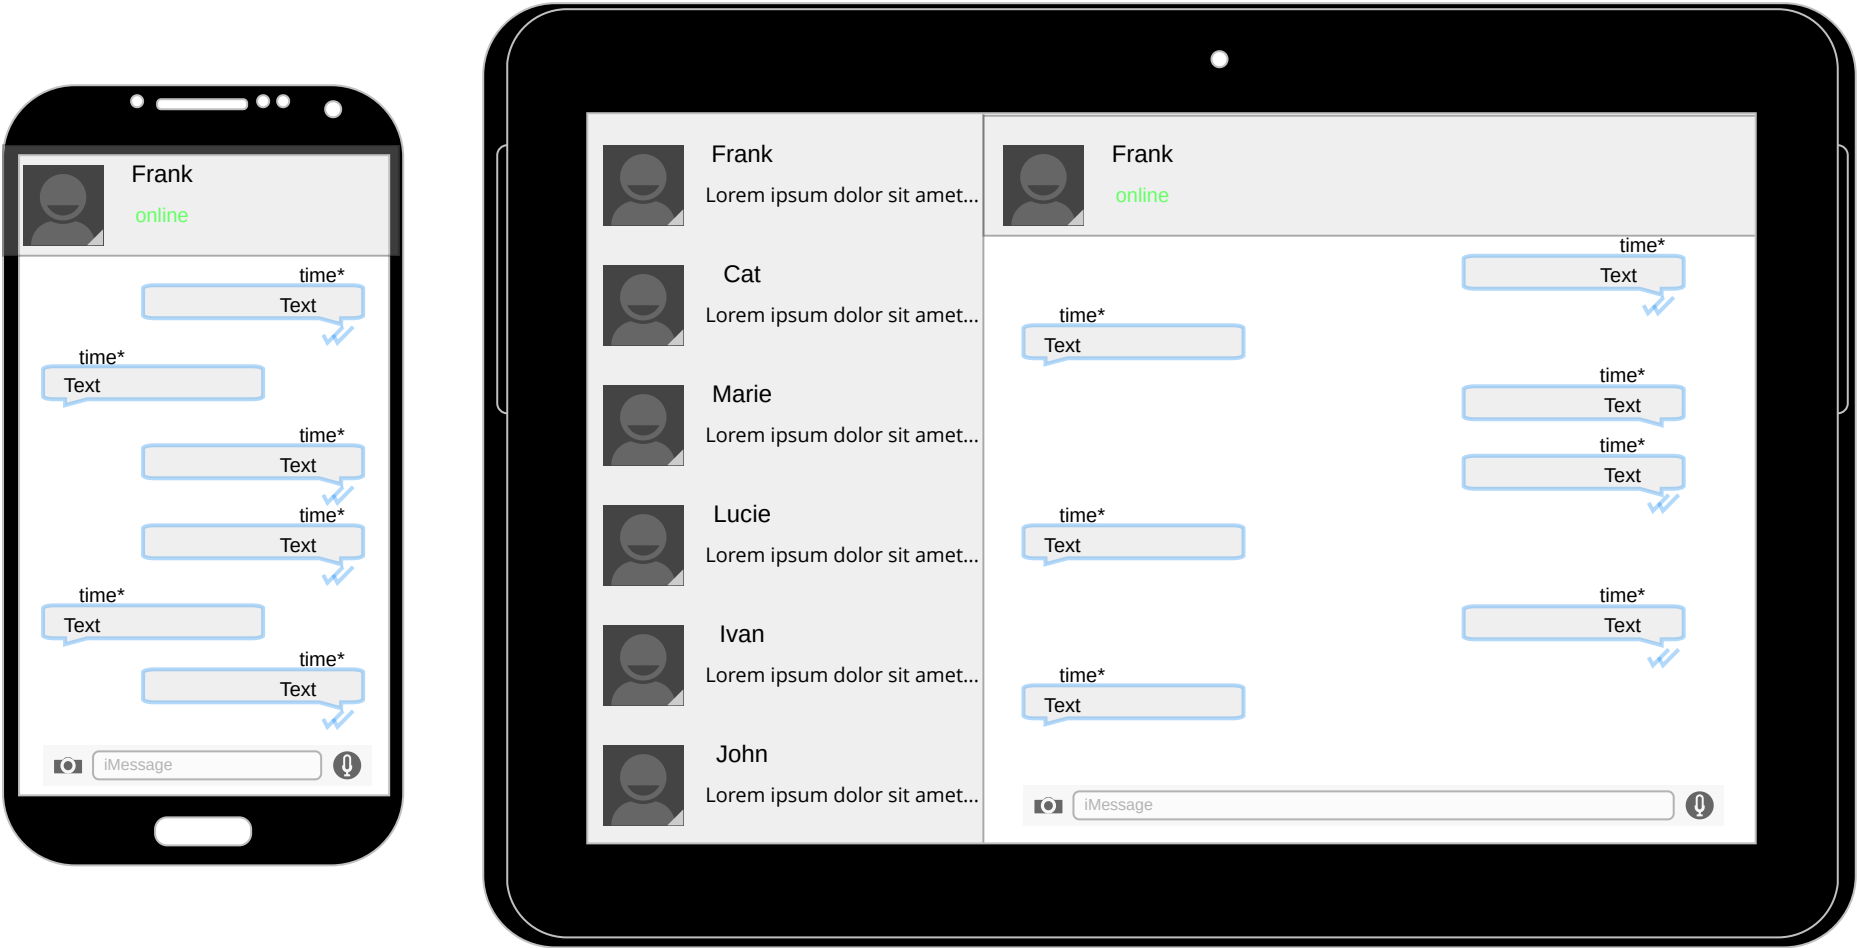 Frank
online
time*
Text
time*
Text
time*
Text
time*
Text
time*
Text
time*
Text
iMessage
Frank
Lorem ipsum dolor sit amet...
Cat
Lorem ipsum dolor sit amet...
Marie
Lorem ipsum dolor sit amet...
Lucie
Lorem ipsum dolor sit amet...
Ivan
Lorem ipsum dolor sit amet...
John
Lorem ipsum dolor sit amet...
Frank
online
time*
Text
time*
Text
time*
Text
time*
Text
time*
Text
time*
Text
time*
Text
iMessage